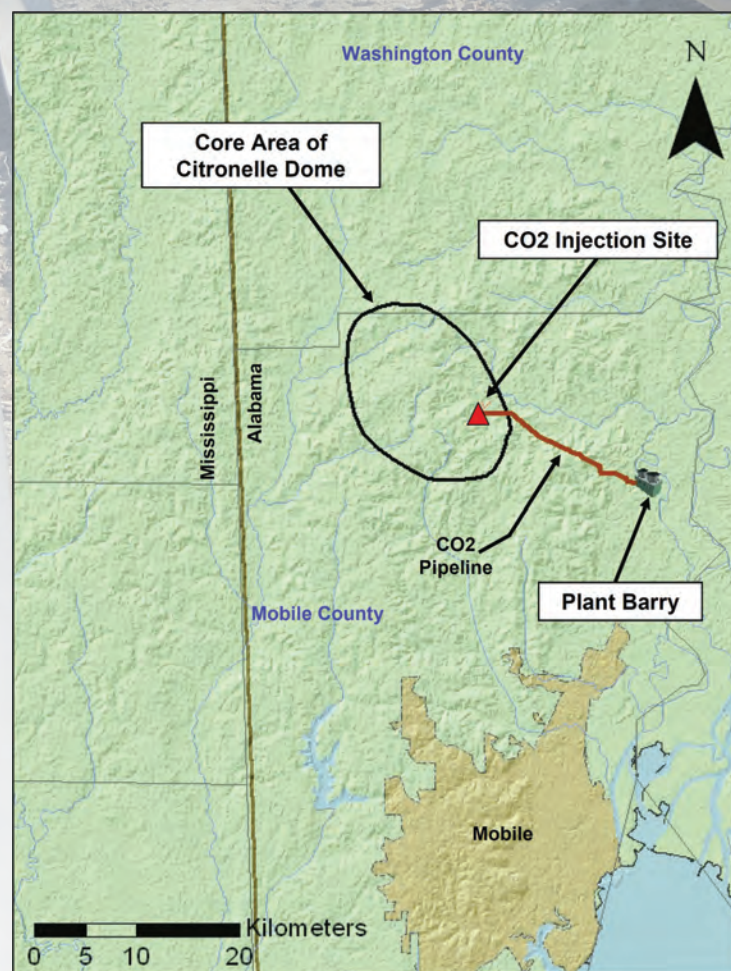 Washington County
N
Core Area of
Citronelle Dome
CO2 Injection Site
Mississippi
Alabama
CO2
Pipeline
Plant Barry
Mobile County
Mobile
Kilometers
0 5 10 20